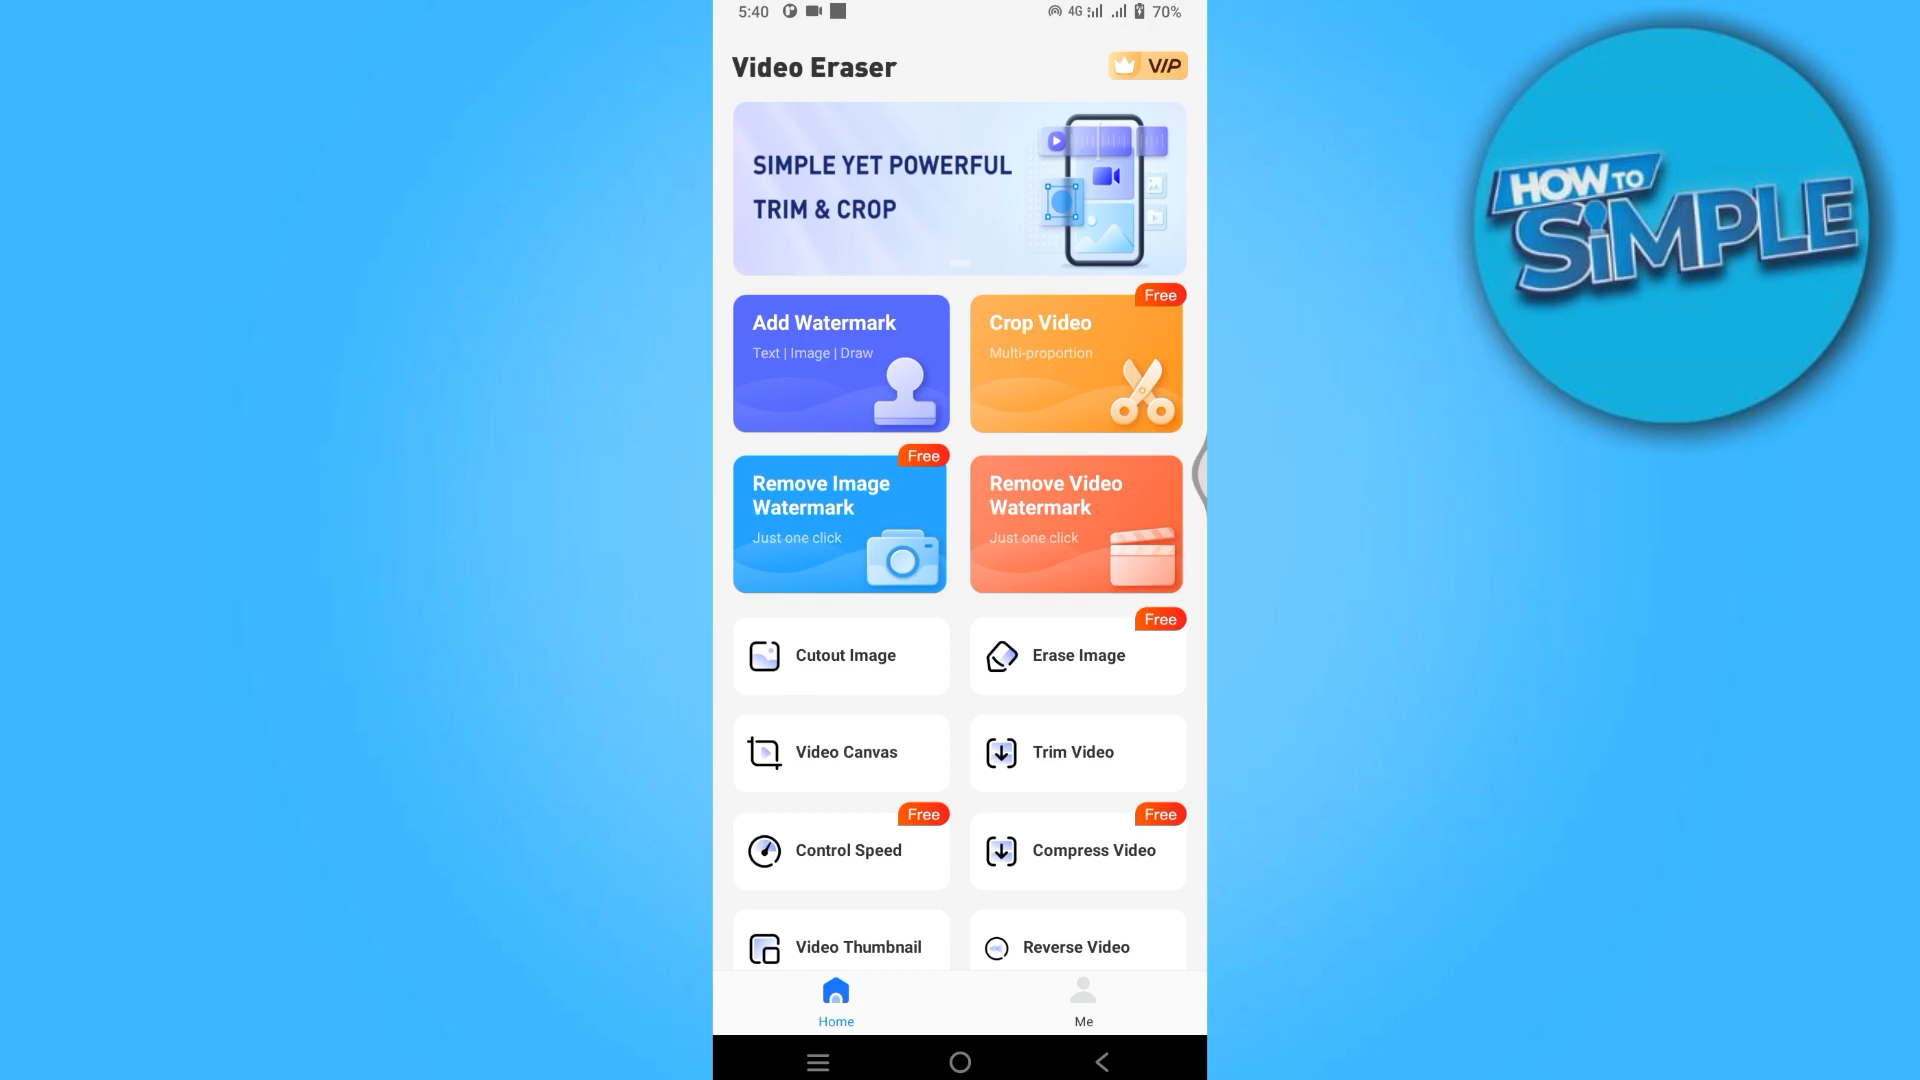 5:40
4G
70%
Video Eraser
VIP
SIMPLE YET POWERFUL
TRIM & CROP
Add Watermark
Text | Image | Draw
Free
Crop Video
Multi-proportion
Free
Remove Image
Watermark
Just one click
Remove Video
Watermark
Just one click
Cutout Image
Free
Erase Image
Video Canvas
Trim Video
Free
Control Speed
Free
Compress Video
Video Thumbnail
Reverse Video
Home
Me
HOW TO
SiMPLE